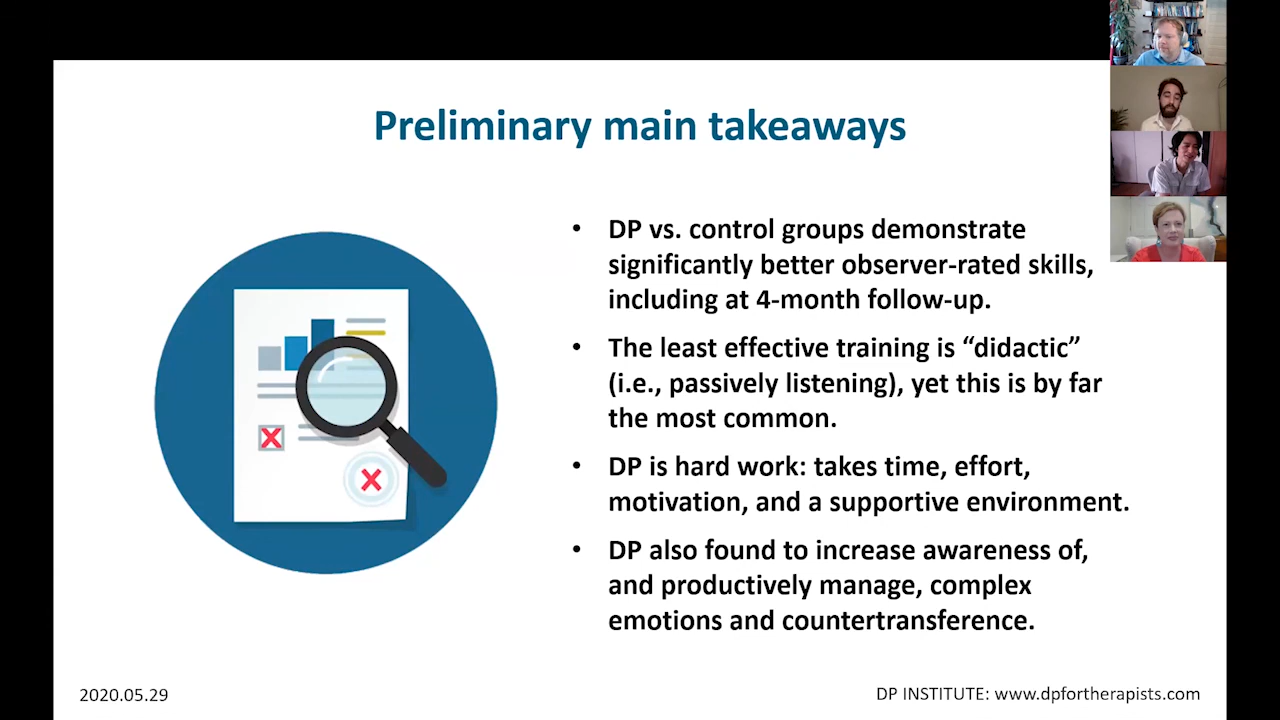 Preliminary main takeaways
• DP vs. control groups demonstrate
significantly better observer-rated skills,
including at 4-month follow-up.
• The least effective training is “didactic”
(i.e., passively listening), yet this is by far
the most common.
• DP is hard work: takes time, effort,
motivation, and a supportive environment.
• DP also found to increase awareness of,
and productively manage, complex
emotions and countertransference.
2020.05.29
DP INSTITUTE: www.dpfortherapists.com